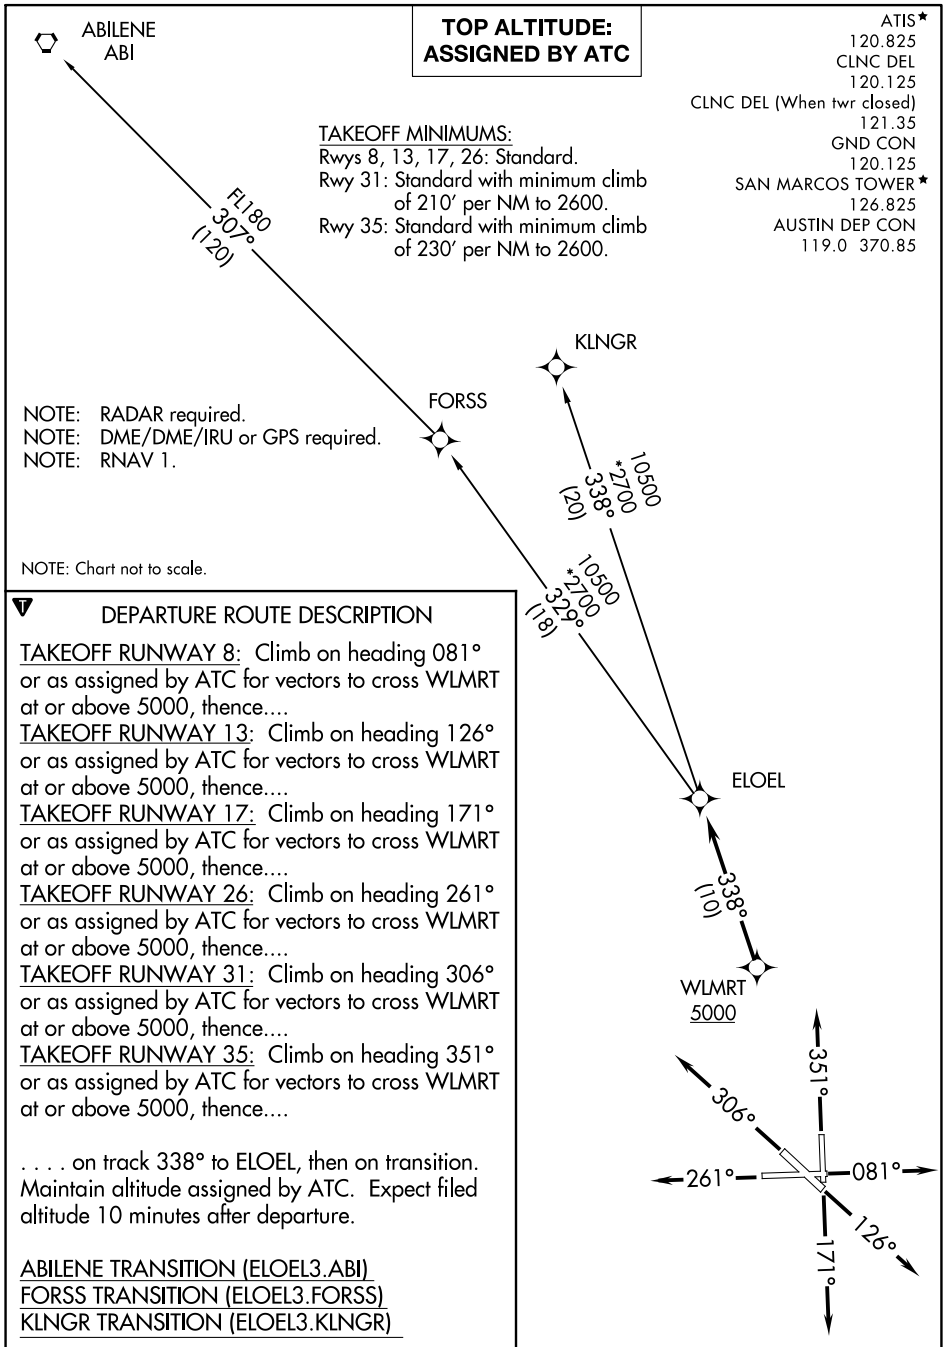 TOP ALTITUDE:
ASSIGNED BY ATC
ABILENE
ABI
ATIS★
120.825
CLNC DEL
120.125
CLNC DEL (When twr closed)
121.35
GND CON
120.125
SAN MARCOS TOWER★
126.825
AUSTIN DEP CON
119.0 370.85
TAKEOFF MINIMUMS:
Rwys 8, 13, 17, 26: Standard.
Rwy 31: Standard with minimum climb
of 210' per NM to 2600.
Rwy 35: Standard with minimum climb
of 230' per NM to 2600.
FL180
307°
(120)
KLNGR
FORSS
NOTE: RADAR required.
NOTE: DME/DME/IRU or GPS required.
NOTE: RNAV 1.
10500
*2700
338°
(20)
10500
*2700
329°
(18)
NOTE: Chart not to scale.
ELOEL
338°
(10)
WLMRT
5000
351°
306°
261°
081°
126°
171°
T
DEPARTURE ROUTE DESCRIPTION
TAKEOFF RUNWAY 8: Climb on heading 081°
or as assigned by ATC for vectors to cross WLMRT
at or above 5000, thence....
TAKEOFF RUNWAY 13: Climb on heading 126°
or as assigned by ATC for vectors to cross WLMRT
at or above 5000, thence....
TAKEOFF RUNWAY 17: Climb on heading 171°
or as assigned by ATC for vectors to cross WLMRT
at or above 5000, thence....
TAKEOFF RUNWAY 26: Climb on heading 261°
or as assigned by ATC for vectors to cross WLMRT
at or above 5000, thence....
TAKEOFF RUNWAY 31: Climb on heading 306°
or as assigned by ATC for vectors to cross WLMRT
at or above 5000, thence....
TAKEOFF RUNWAY 35: Climb on heading 351°
or as assigned by ATC for vectors to cross WLMRT
at or above 5000, thence....
. . . . on track 338° to ELOEL, then on transition.
Maintain altitude assigned by ATC. Expect filed
altitude 10 minutes after departure.
ABILENE TRANSITION (ELOEL3.ABI)
FORSS TRANSITION (ELOEL3.FORSS)
KLNGR TRANSITION (ELOEL3.KLNGR)